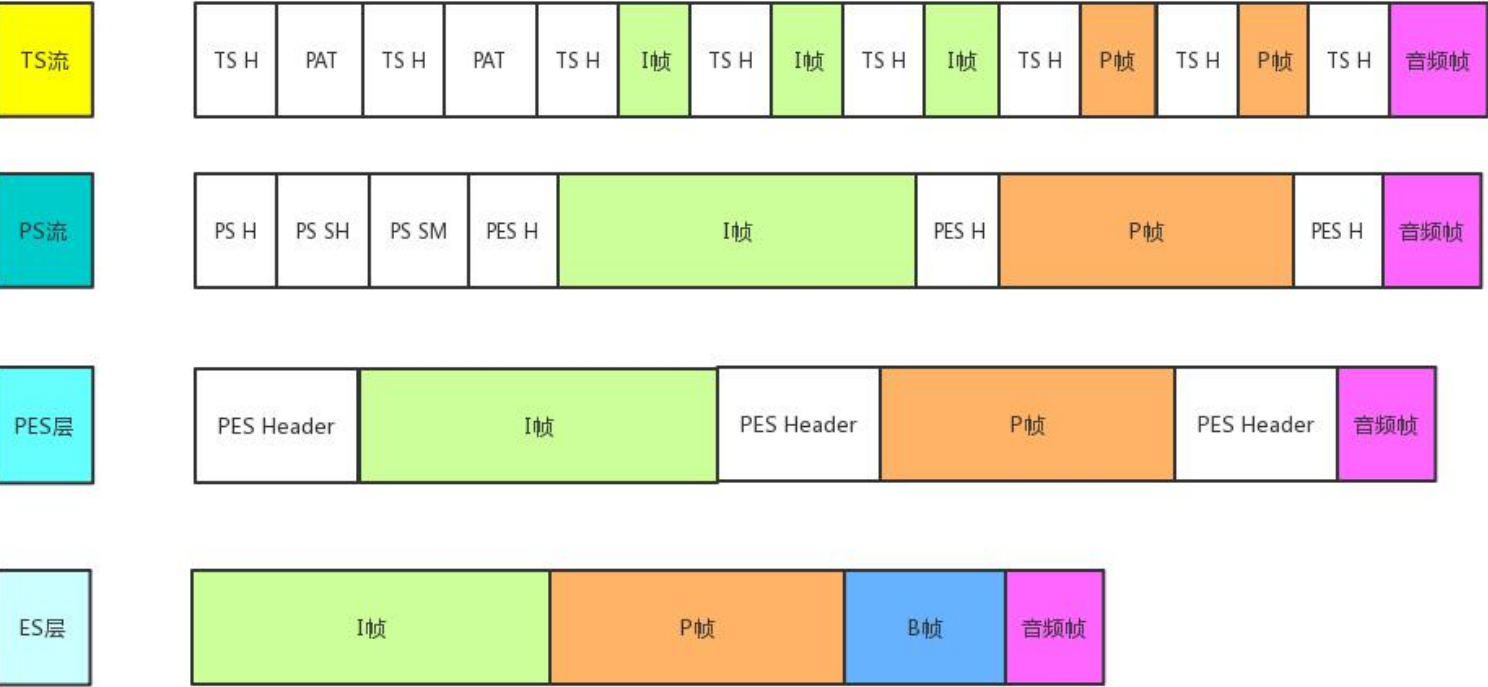 TS流 TS H PAT TS H PAT TS H I帧 TS H I帧 TS H I帧 TS H P帧 TS H P帧 TS H 音频帧
PS流 PS H PS SH PS SM PES H I帧 PES H P帧 PES H 音频帧
PES层 PES Header I帧 PES Header P帧 PES Header 音频帧
ES层 I帧 P帧 B帧 音频帧